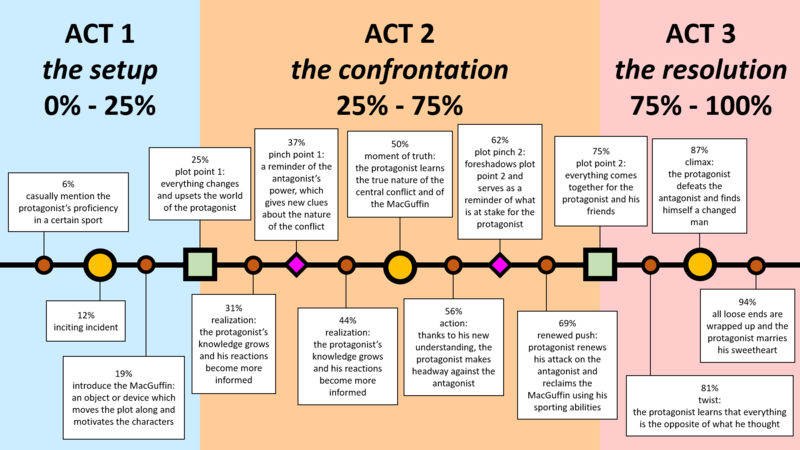 ACT 1
the setup
0% - 25%
ACT 2
the confrontation
25% - 75%
ACT 3
the resolution
75% - 100%
6%
casually mention the
protagonist's proficiency
in a certain sport
12%
inciting incident
19%
introduce the MacGuffin:
an object or device which
moves the plot along and
motivates the characters
25%
plot point 1:
everything changes
and upsets the world
of the protagonist
31%
realization:
the protagonist's
knowledge grows
and his reactions
become more
informed
37%
pinch point 1:
a reminder of the
antagonist's
power, which
gives new clues
about the nature
of the conflict
44%
realization:
the protagonist's
knowledge grows
and his reactions
become more
informed
50%
moment of truth:
the protagonist learns
the true nature of the
central conflict and of
the MacGuffin
56%
action:
thanks to his new
understanding, the
protagonist makes
headway against the
antagonist
62%
plot pinch 2:
foreshadows plot
point 2 and
serves as a
reminder of what
is at stake for the
protagonist
69%
renewed push:
protagonist renews
his attack on the
antagonist and
reclaims the
MacGuffin using his
sporting abilities
75%
plot point 2:
everything comes
together for the
protagonist and his
friends
81%
twist:
the protagonist learns that everything
is the opposite of what he thought
87%
climax:
the protagonist
defeats the
antagonist and finds
himself a changed
man
94%
all loose ends are
wrapped up and the
protagonist marries
his sweetheart